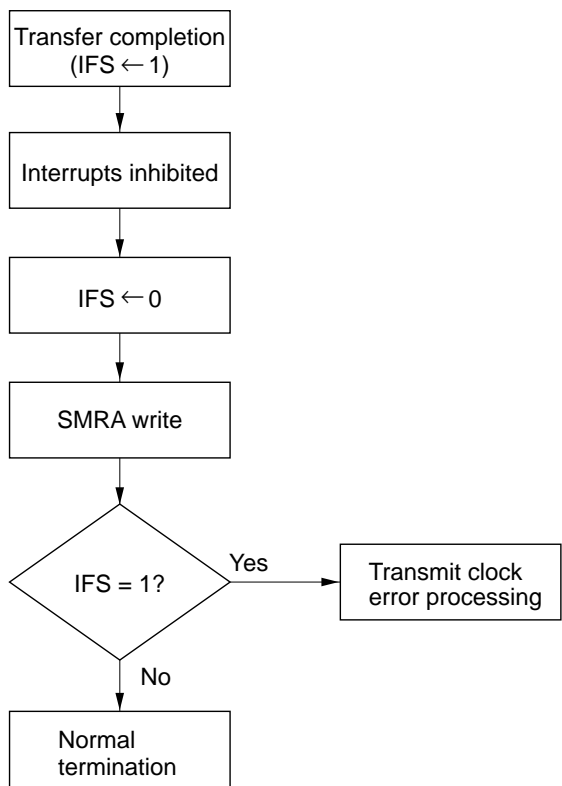 Transfer completion
(IFS ← 1)
Interrupts inhibited
IFS ← 0
SMRA write
IFS = 1?
Yes
Transmit clock
error processing
No
Normal
termination